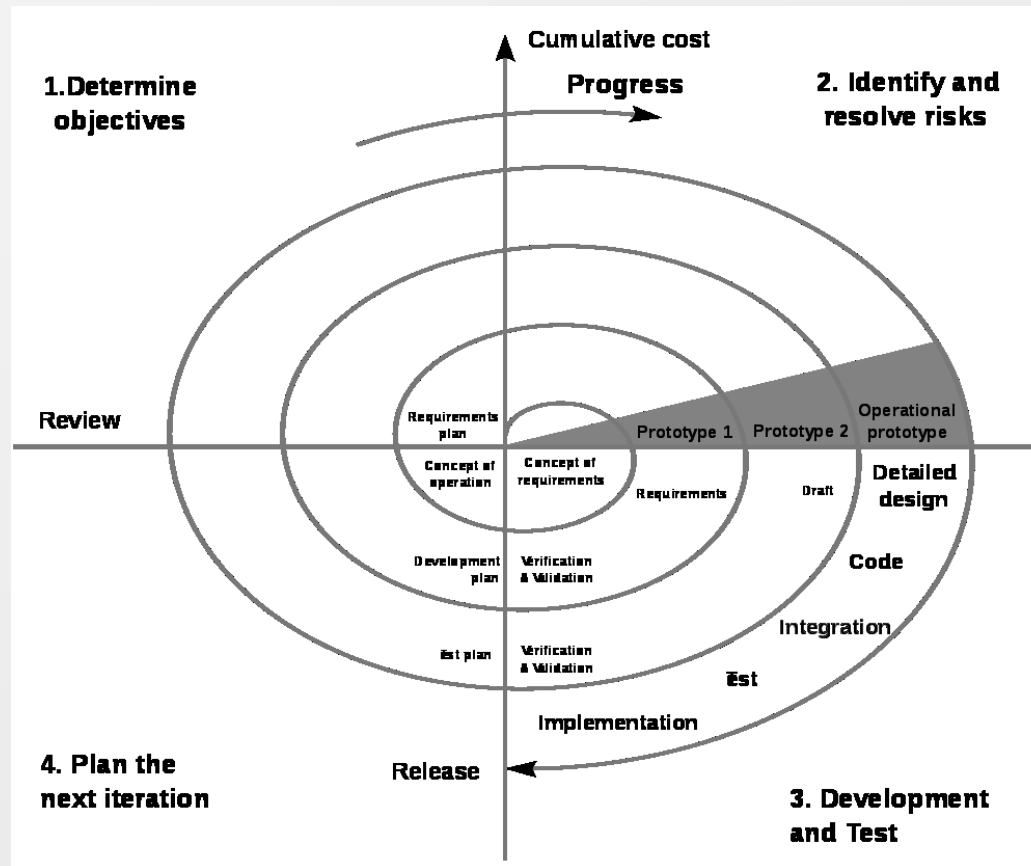 Cumulative cost
Progress
1.Determine
objectives
2. Identify and
resolve risks
Review
Requirements
plan
Prototype 1
Prototype 2
Operational
prototype
Concept of
operation
Concept of
requirements
Requirements
Draft
Detailed
design
Development
plan
Verification
& Validation
Code
Integration
Test plan
Verification
& Validation
Test
Implementation
4. Plan the
next iteration
Release
3. Development
and Test